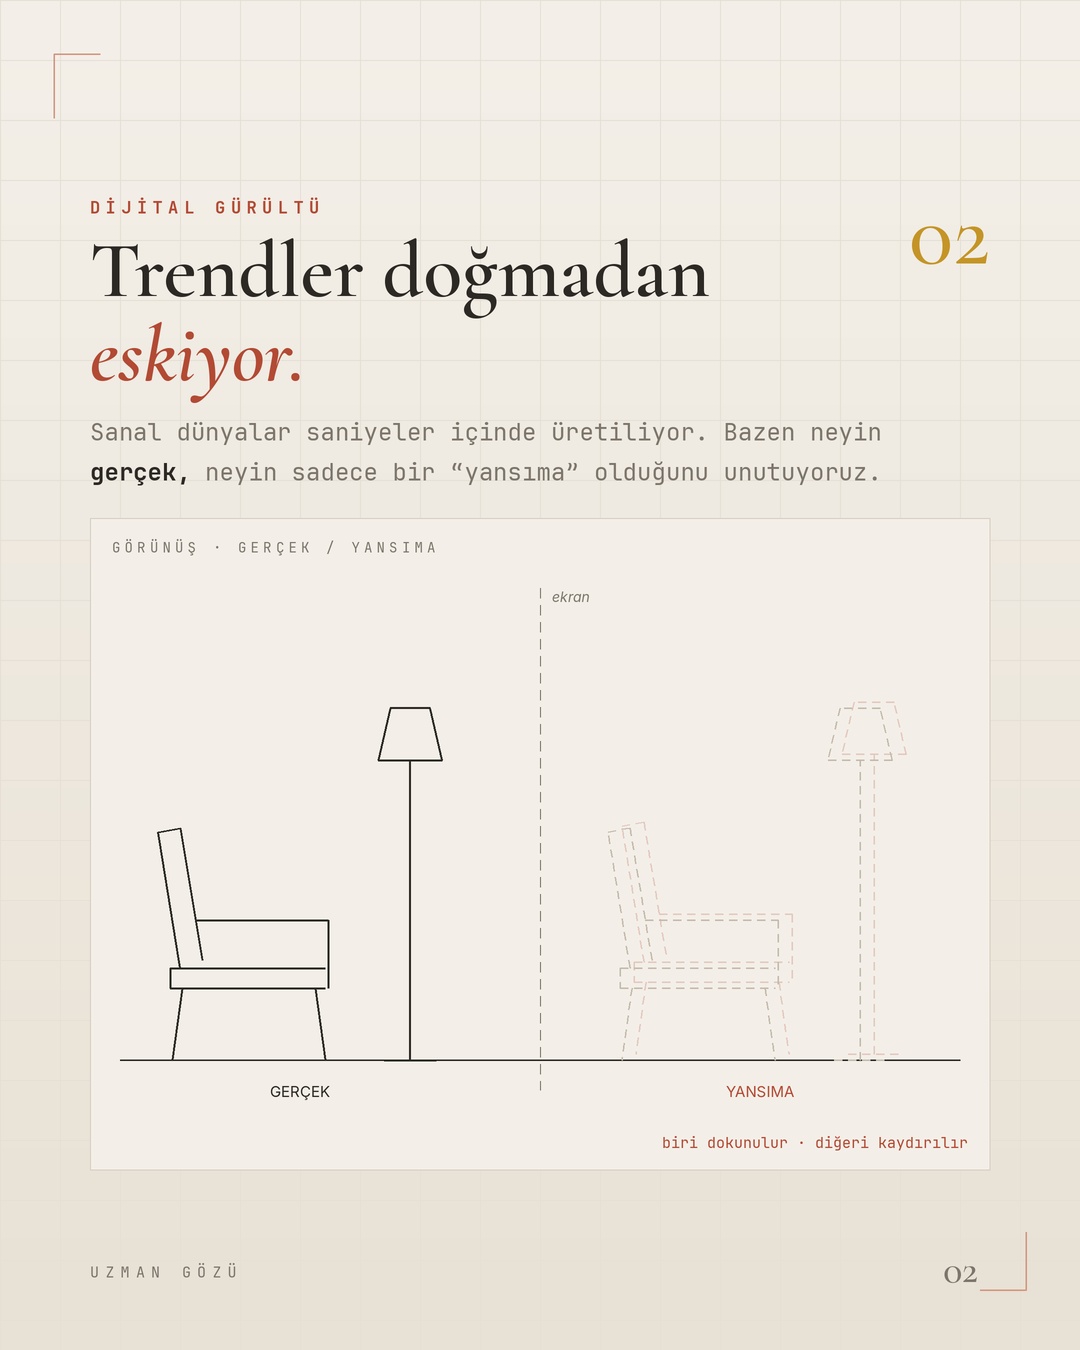 DİJİTAL GÜRÜLTÜ
02
Trendler doğmadan
eskiyor.
Sanal dünyalar saniyeler içinde üretiliyor. Bazen neyin
gerçek, neyin sadece bir “yansıma” olduğunu unutuyoruz.
GÖRÜNÜŞ · GERÇEK / YANSIMA
ekran
GERÇEK
YANSIMA
biri dokunulur · diğeri kaydırılır
UZMAN GÖZÜ
02